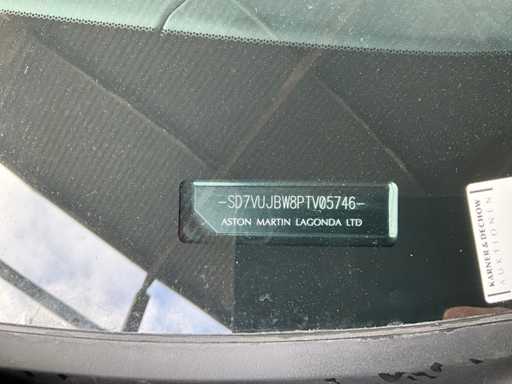 -SD7VUJBW8PTV05746-
ASTON MARTIN LAGONDA LTD
KARNER & DECHOW
AUKTIONEN